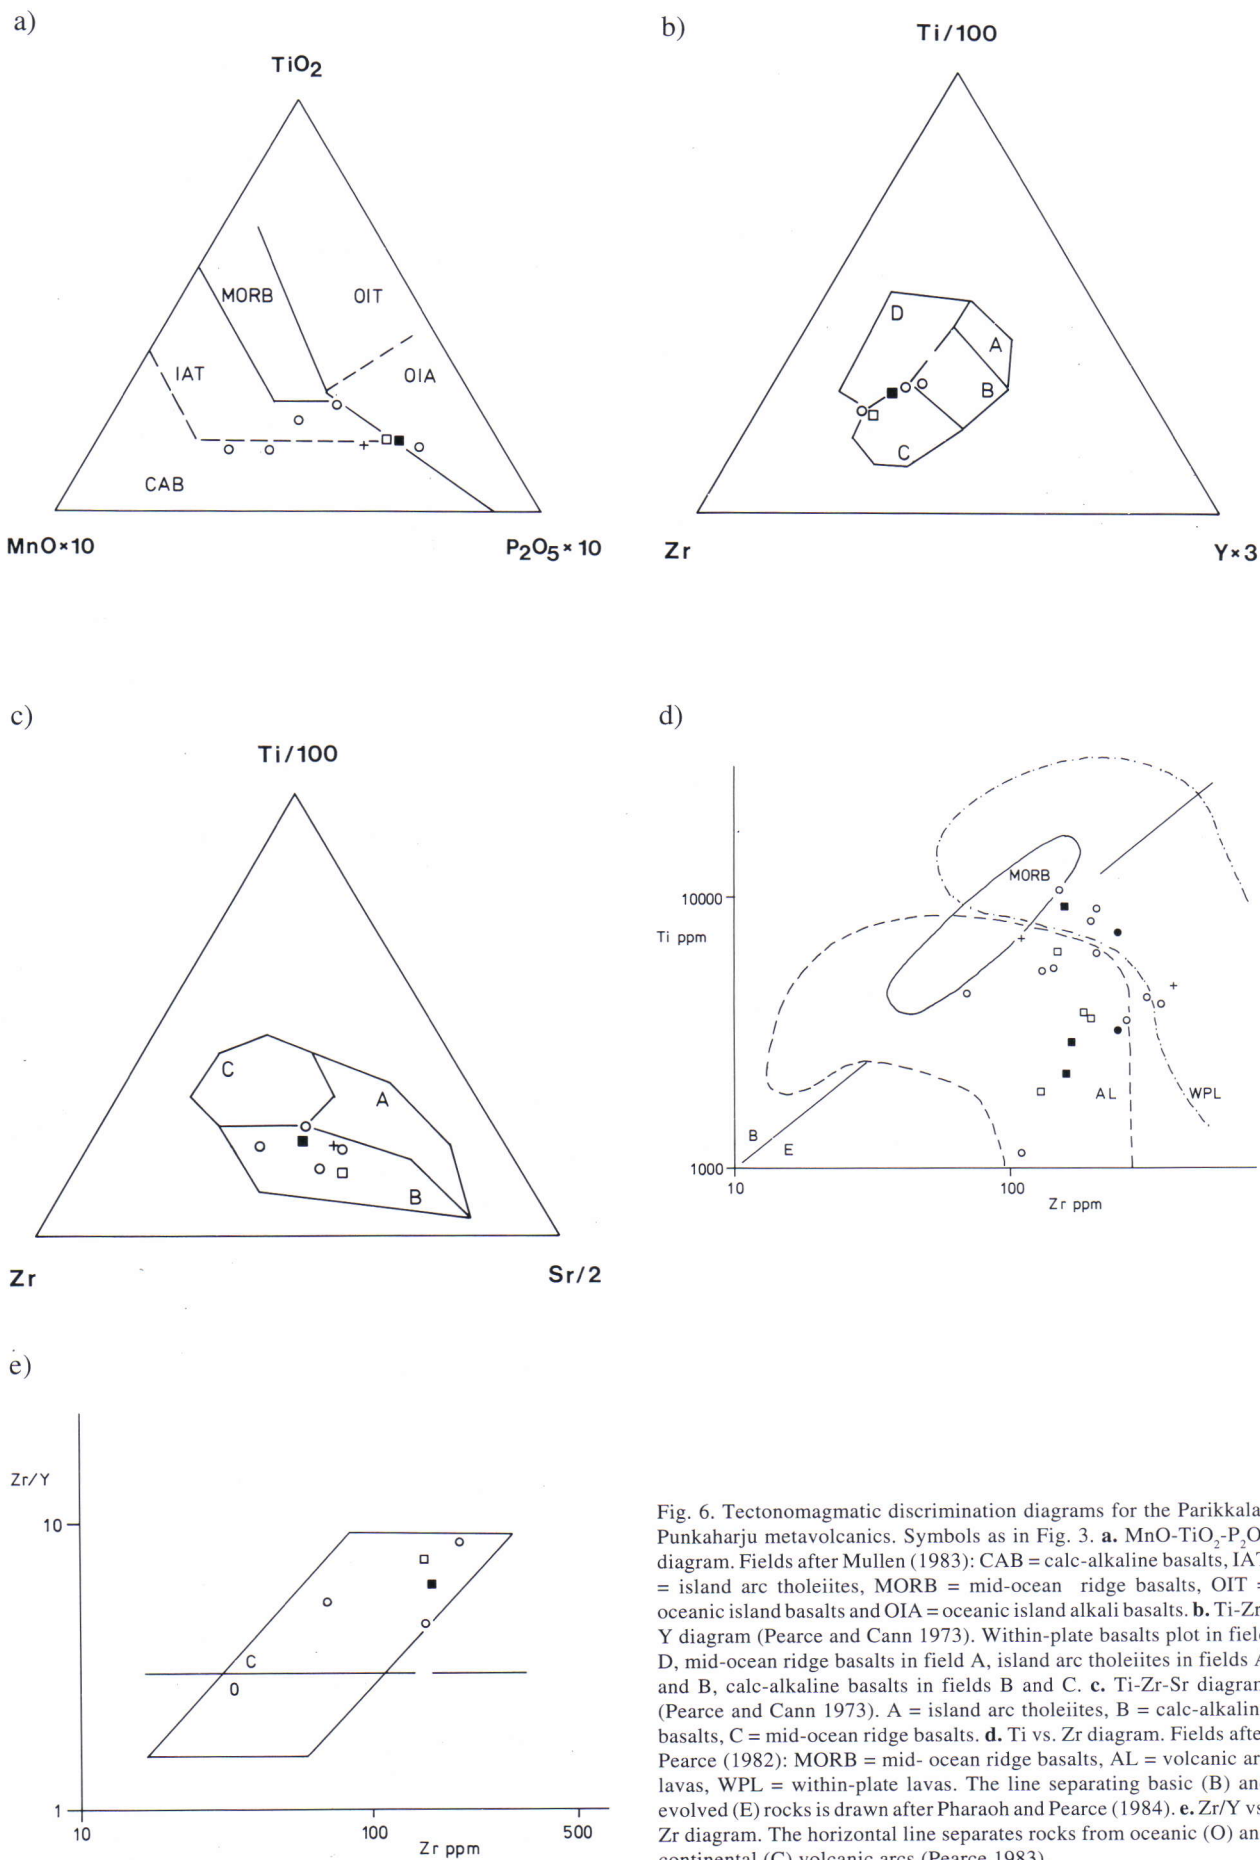 a)
TiO₂
MORB
OIT
IAT
OIA
CAB
MnO×10
P₂O₅×10
b)
Ti/100
D
A
B
C
Zr
Y×3
c)
Ti/100
C
A
B
Zr
Sr/2
d)
MORB
10000
Ti ppm
AL
WPL
B
E
1000
10
100
Zr ppm
e)
Zr/Y
10
C
O
1
10
100
500
Zr ppm
Fig. 6. Tectonomagmatic discrimination diagrams for the Parikkala-
Punkaharju metavolcanics. Symbols as in Fig. 3. a. MnO-TiO₂-P₂O
diagram. Fields after Mullen (1983): CAB = calc-alkaline basalts, IAT
= island arc tholeiites, MORB = mid-ocean ridge basalts, OIT =
oceanic island basalts and OIA = oceanic island alkali basalts. b. Ti-Zr-
Y diagram (Pearce and Cann 1973). Within-plate basalts plot in field
D, mid-ocean ridge basalts in field A, island arc tholeiites in fields A
and B, calc-alkaline basalts in fields B and C. c. Ti-Zr-Sr diagram
(Pearce and Cann 1973). A = island arc tholeiites, B = calc-alkalin
basalts, C = mid-ocean ridge basalts. d. Ti vs. Zr diagram. Fields after
Pearce (1982): MORB = mid- ocean ridge basalts, AL = volcanic ar
lavas, WPL = within-plate lavas. The line separating basic (B) an
evolved (E) rocks is drawn after Pharaoh and Pearce (1984). e. Zr/Y vs
Zr diagram. The horizontal line separates rocks from oceanic (O) an
continental (C) volcanic arcs (Pearce 1983)